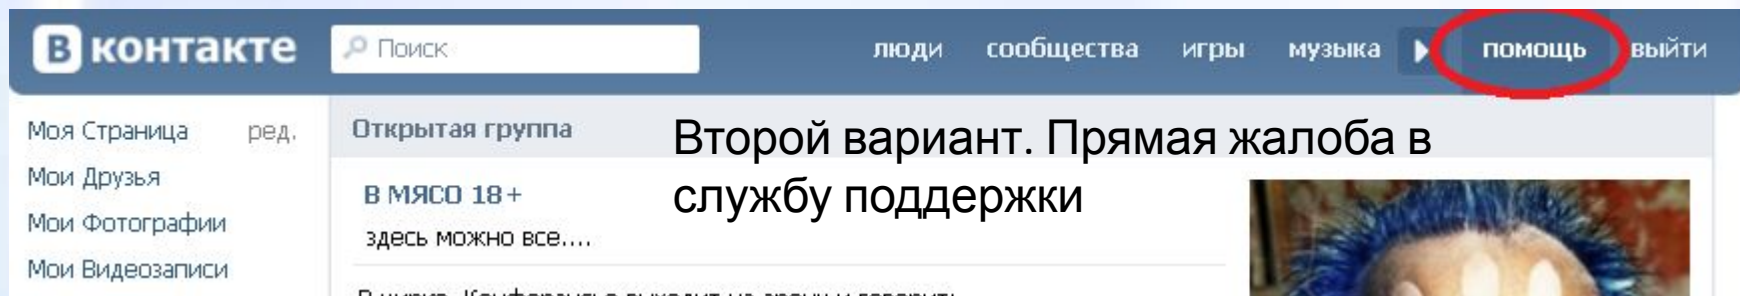 В контакте Поиск люди сообщества игры музыка помощь выйти
Моя Страница ред. Открытая группа
Второй вариант. Прямая жалоба в
службу поддержки
Мои Друзья
В МЯСО 18+
Мои Фотографии
здесь можно все....
Мои Видеозаписи